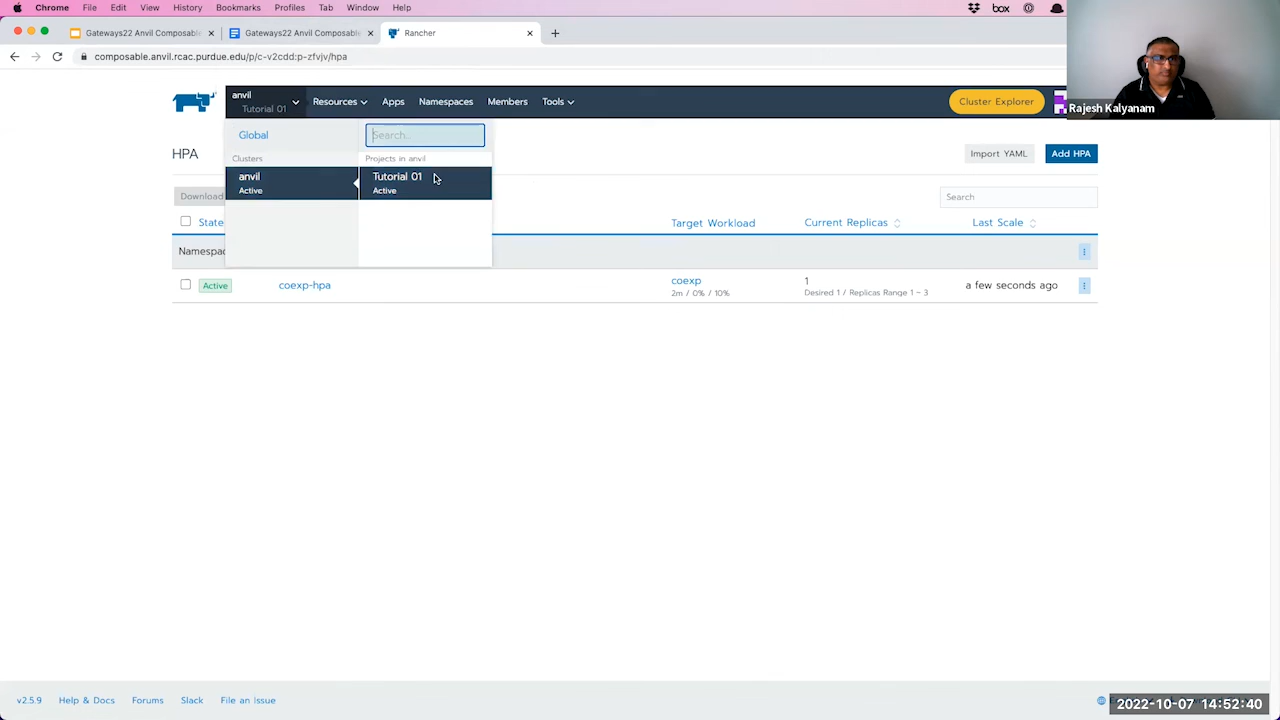 Chrome File Edit View History Bookmarks Profiles Tab Window Help box
Gateways22 Anvil Composable Gateways22 Anvil Composable Rancher
composable.anvil.rcac.purdue.edu/p/c-v2cdd:p-zfvjv/hpa
anvil
Tutorial 01
Resources Apps Namespaces Members Tools Cluster Explorer
Rajesh Kalyanam
Global Search...
HPA Import YAML Add HPA
Clusters Projects in anvil
anvil Tutorial 01
Active Active
Download Search
State Target Workload Current Replicas Last Scale
Namespac
Active coexp-hpa coexp 1 a few seconds ago
2m / 0% / 10% Desired 1 / Replicas Range 1 - 3
v2.5.9 Help & Docs Forums Slack File an issue
2022-10-07 14:52:40